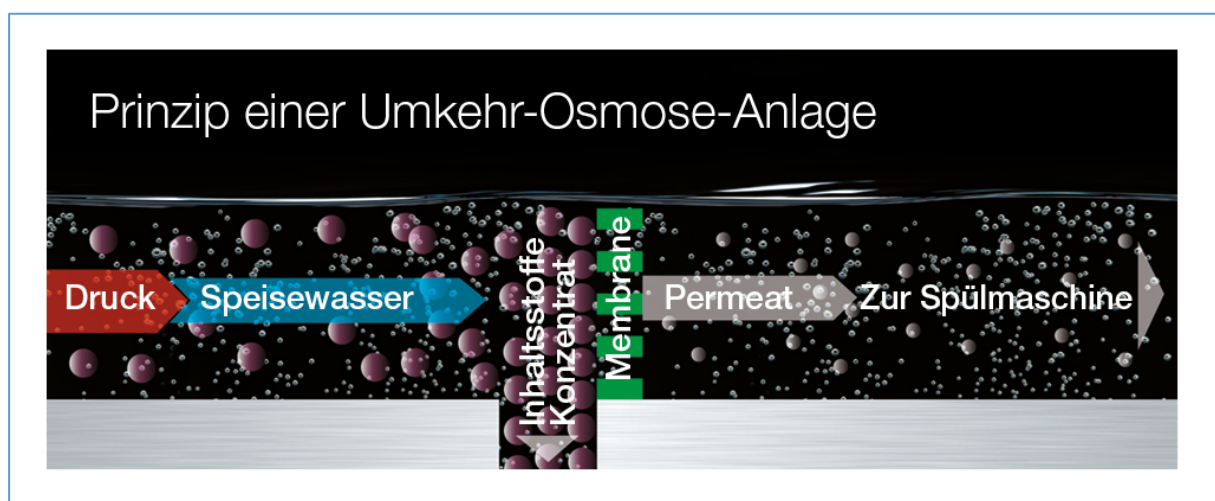 Prinzip einer Umkehr-Osmose-Anlage
Druck
Speisewasser
Inhaltsstoffe
Konzentrat
Membrane
Permeat
Zur Spülmaschine